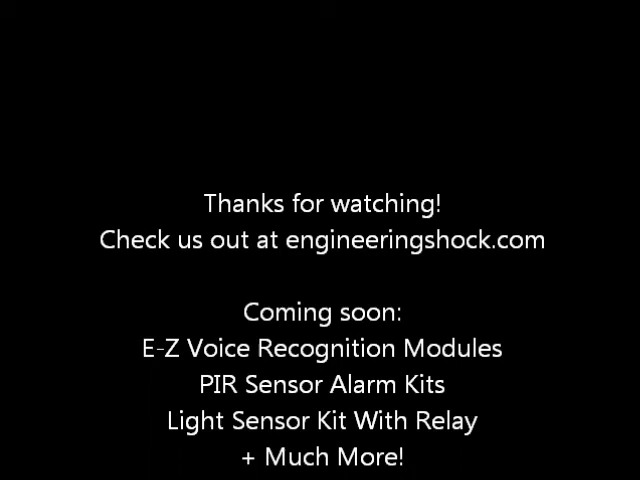 Thanks for watching!
Check us out at engineeringshock.com
Coming soon:
E-Z Voice Recognition Modules
PIR Sensor Alarm Kits
Light Sensor Kit With Relay
+ Much More!